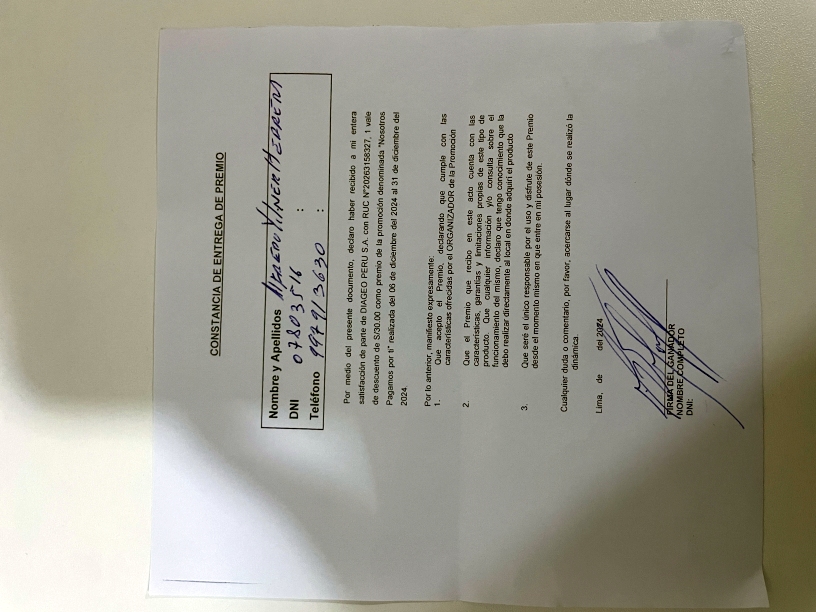 CONSTANCIA DE ENTREGA DE PREMIO
Nombre y Apellidos
DNI : 07803516
Teléfono : 997913630
Por medio del presente documento, declaro haber recibido a mi entera
satisfacción de parte de DIAGEO PERU S.A. con RUC N°20263158327, 1 vale
de descuento de S/30.00 como premio de la promoción denominada "Nosotros
Pagamos por ti" realizada del 06 de diciembre del 2024 al 31 de diciembre del
2024.
Por lo anterior, manifiesto expresamente:
1. Que acepto el Premio, declarando que cumple con las
características ofrecidas por el ORGANIZADOR de la Promoción
2. Que el Premio que recibo en este acto cuenta con las
características, garantías y limitaciones propias de este tipo de
producto. Que cualquier información y/o consulta sobre el
funcionamiento del mismo, declaro que tengo conocimiento que la
debo realizar directamente al local en donde adquirí el producto
3. Que seré el único responsable por el uso y disfrute de este Premio
desde el momento mismo en que entre en mi posesión.
Cualquier duda o comentario, por favor, acercarse al lugar dónde se realizó la
dinámica.
Lima, de del 2024
FIRMA DEL GANADOR
NOMBRE COMPLETO
DNI: